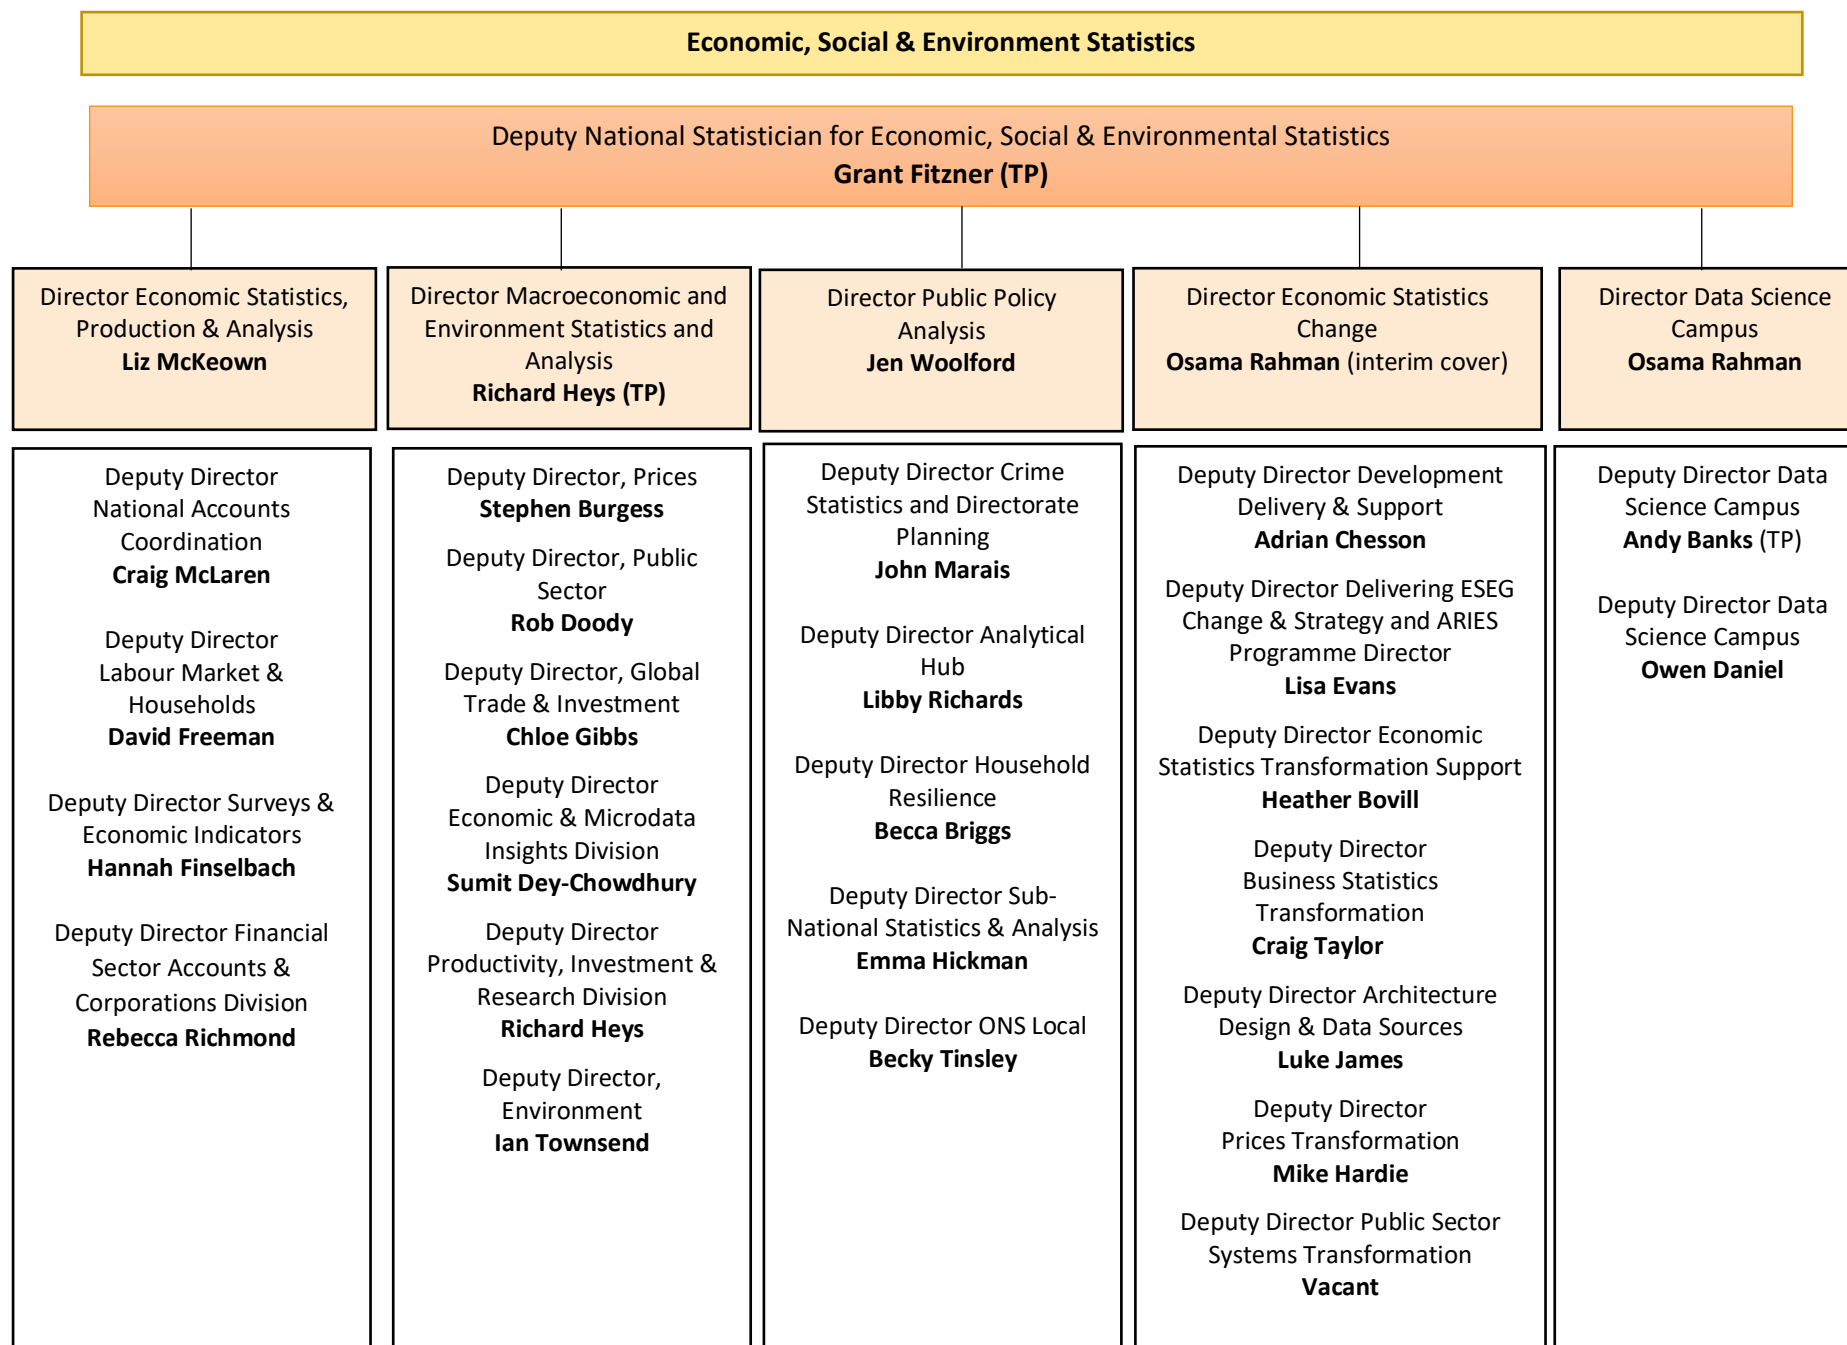 Economic, Social & Environment Statistics
Deputy National Statistician for Economic, Social & Environmental Statistics
Grant Fitzner (TP)
Director Economic Statistics,
Production & Analysis
Liz McKeown
Director Macroeconomic and
Environment Statistics and
Analysis
Richard Heys (TP)
Director Public Policy
Analysis
Jen Woolford
Director Economic Statistics
Change
Osama Rahman (interim cover)
Director Data Science
Campus
Osama Rahman
Deputy Director
National Accounts
Coordination
Craig McLaren
Deputy Director
Labour Market &
Households
David Freeman
Deputy Director Surveys &
Economic Indicators
Hannah Finselbach
Deputy Director Financial
Sector Accounts &
Corporations Division
Rebecca Richmond
Deputy Director, Prices
Stephen Burgess
Deputy Director, Public
Sector
Rob Doody
Deputy Director, Global
Trade & Investment
Chloe Gibbs
Deputy Director
Economic & Microdata
Insights Division
Sumit Dey-Chowdhury
Deputy Director
Productivity, Investment &
Research Division
Richard Heys
Deputy Director,
Environment
Ian Townsend
Deputy Director Crime
Statistics and Directorate
Planning
John Marais
Deputy Director Analytical
Hub
Libby Richards
Deputy Director Household
Resilience
Becca Briggs
Deputy Director Sub-
National Statistics & Analysis
Emma Hickman
Deputy Director ONS Local
Becky Tinsley
Deputy Director Development
Delivery & Support
Adrian Chesson
Deputy Director Delivering ESEG
Change & Strategy and ARIES
Programme Director
Lisa Evans
Deputy Director Economic
Statistics Transformation Support
Heather Bovill
Deputy Director
Business Statistics
Transformation
Craig Taylor
Deputy Director Architecture
Design & Data Sources
Luke James
Deputy Director
Prices Transformation
Mike Hardie
Deputy Director Public Sector
Systems Transformation
Vacant
Deputy Director Data
Science Campus
Andy Banks (TP)
Deputy Director Data
Science Campus
Owen Daniel